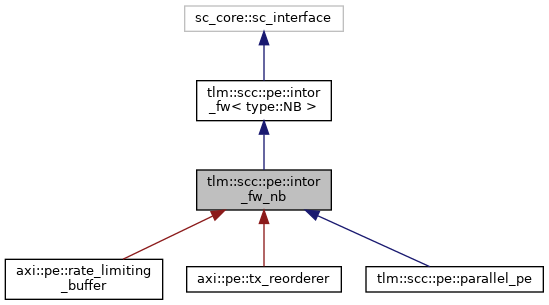 sc_core::sc_interface
tlm::scc::pe::intor
_fw< type::NB >
tlm::scc::pe::intor
_fw_nb
axi::pe::rate_limiting
_buffer
axi::pe::tx_reorderer
tlm::scc::pe::parallel_pe